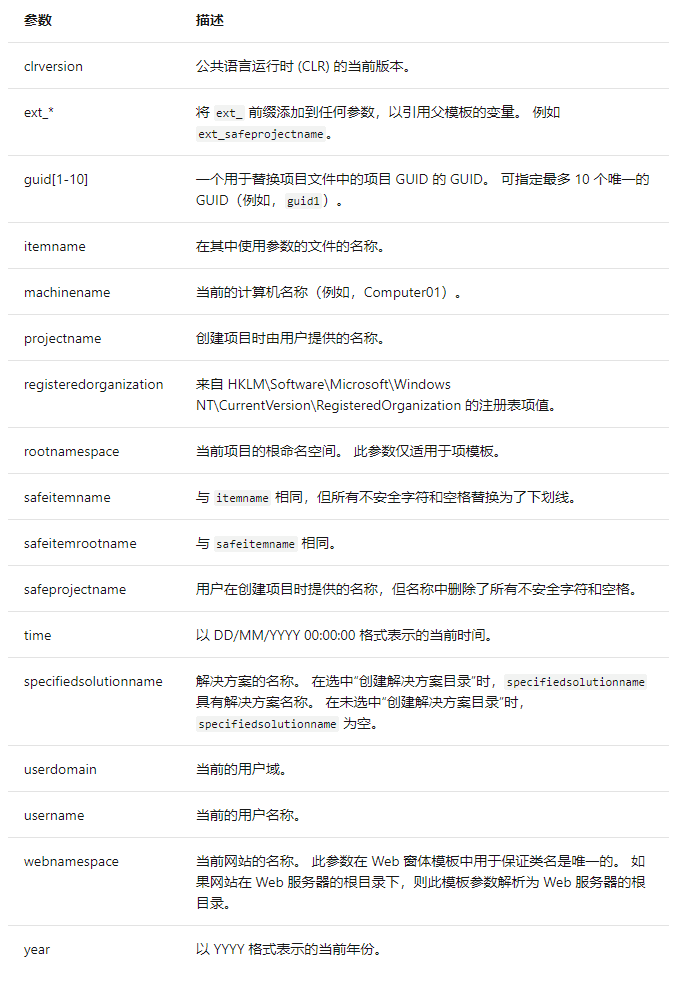 参数 描述
clrversion 公共语言运行时 (CLR) 的当前版本。
ext_* 将 ext_ 前缀添加到任何参数，以引用父模板的变量。 例如
ext_safeprojectname。
guid[1-10] 一个用于替换项目文件中的项目 GUID 的 GUID。 可指定最多 10 个唯一的
GUID（例如，guid1）。
itemname 在其中使用参数的文件的名称。
machinename 当前的计算机名称（例如，Computer01）。
projectname 创建项目时由用户提供的名称。
registeredorganization 来自 HKLM\Software\Microsoft\Windows
NT\CurrentVersion\RegisteredOrganization 的注册表项值。
rootnamespace 当前项目的根命名空间。 此参数仅适用于项模板。
safeitemname 与 itemname 相同，但所有不安全字符和空格替换为了下划线。
safeitemrootname 与 safeitemname 相同。
safeprojectname 用户在创建项目时提供的名称，但名称中删除了所有不安全字符和空格。
time 以 DD/MM/YYYY 00:00:00 格式表示的当前时间。
specifiedsolutionname 解决方案的名称。 在选中“创建解决方案目录”时，specifiedsolutionname
具有解决方案名称。 在未选中“创建解决方案目录”时，
specifiedsolutionname 为空。
userdomain 当前的用户域。
username 当前的用户名称。
webnamespace 当前网站的名称。 此参数在 Web 窗体模板中用于保证类名是唯一的。 如
果网站在 Web 服务器的根目录下，则此模板参数解析为 Web 服务器的根
目录。
year 以 YYYY 格式表示的当前年份。